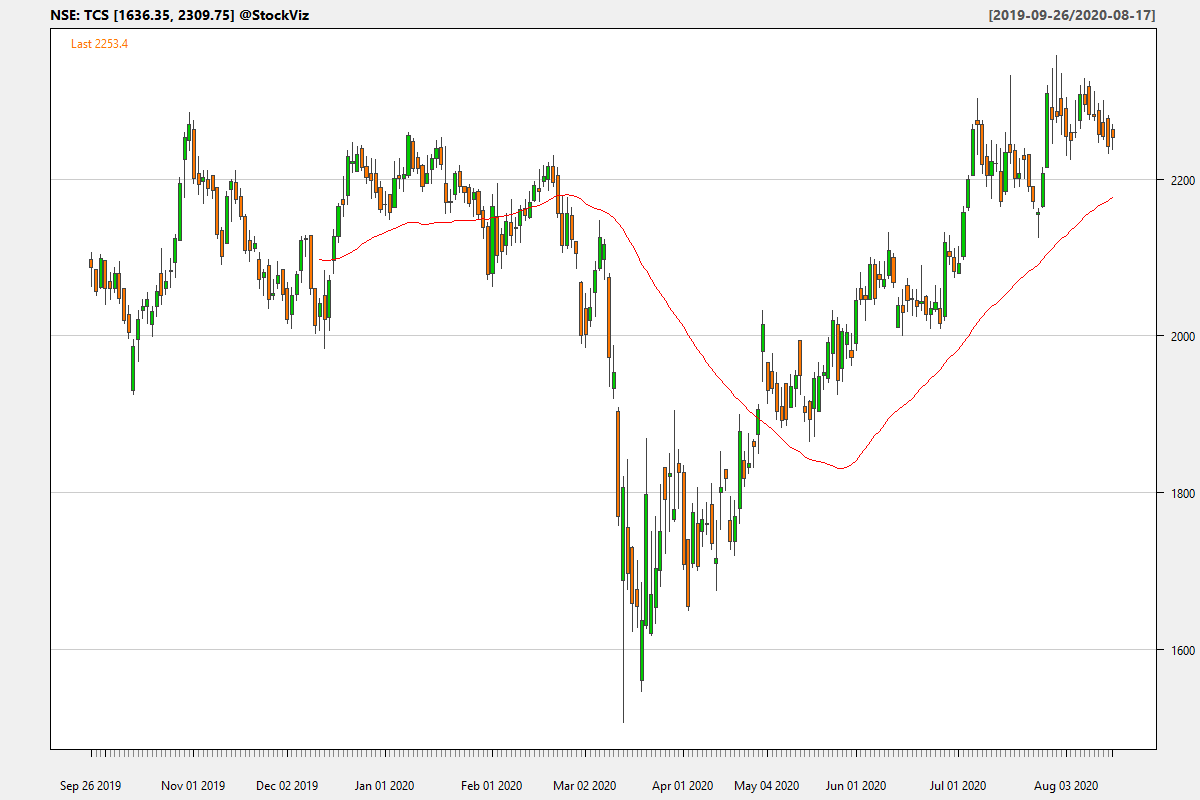 NSE: TCS [1636.35, 2309.75] @StockViz [2019-09-26/2020-08-17]
Last 2253.4
2200
2000
1800
1600
Sep 26 2019 Nov 01 2019 Dec 02 2019 Jan 01 2020 Feb 01 2020 Mar 02 2020 Apr 01 2020 May 04 2020 Jun 01 2020 Jul 01 2020 Aug 03 2020